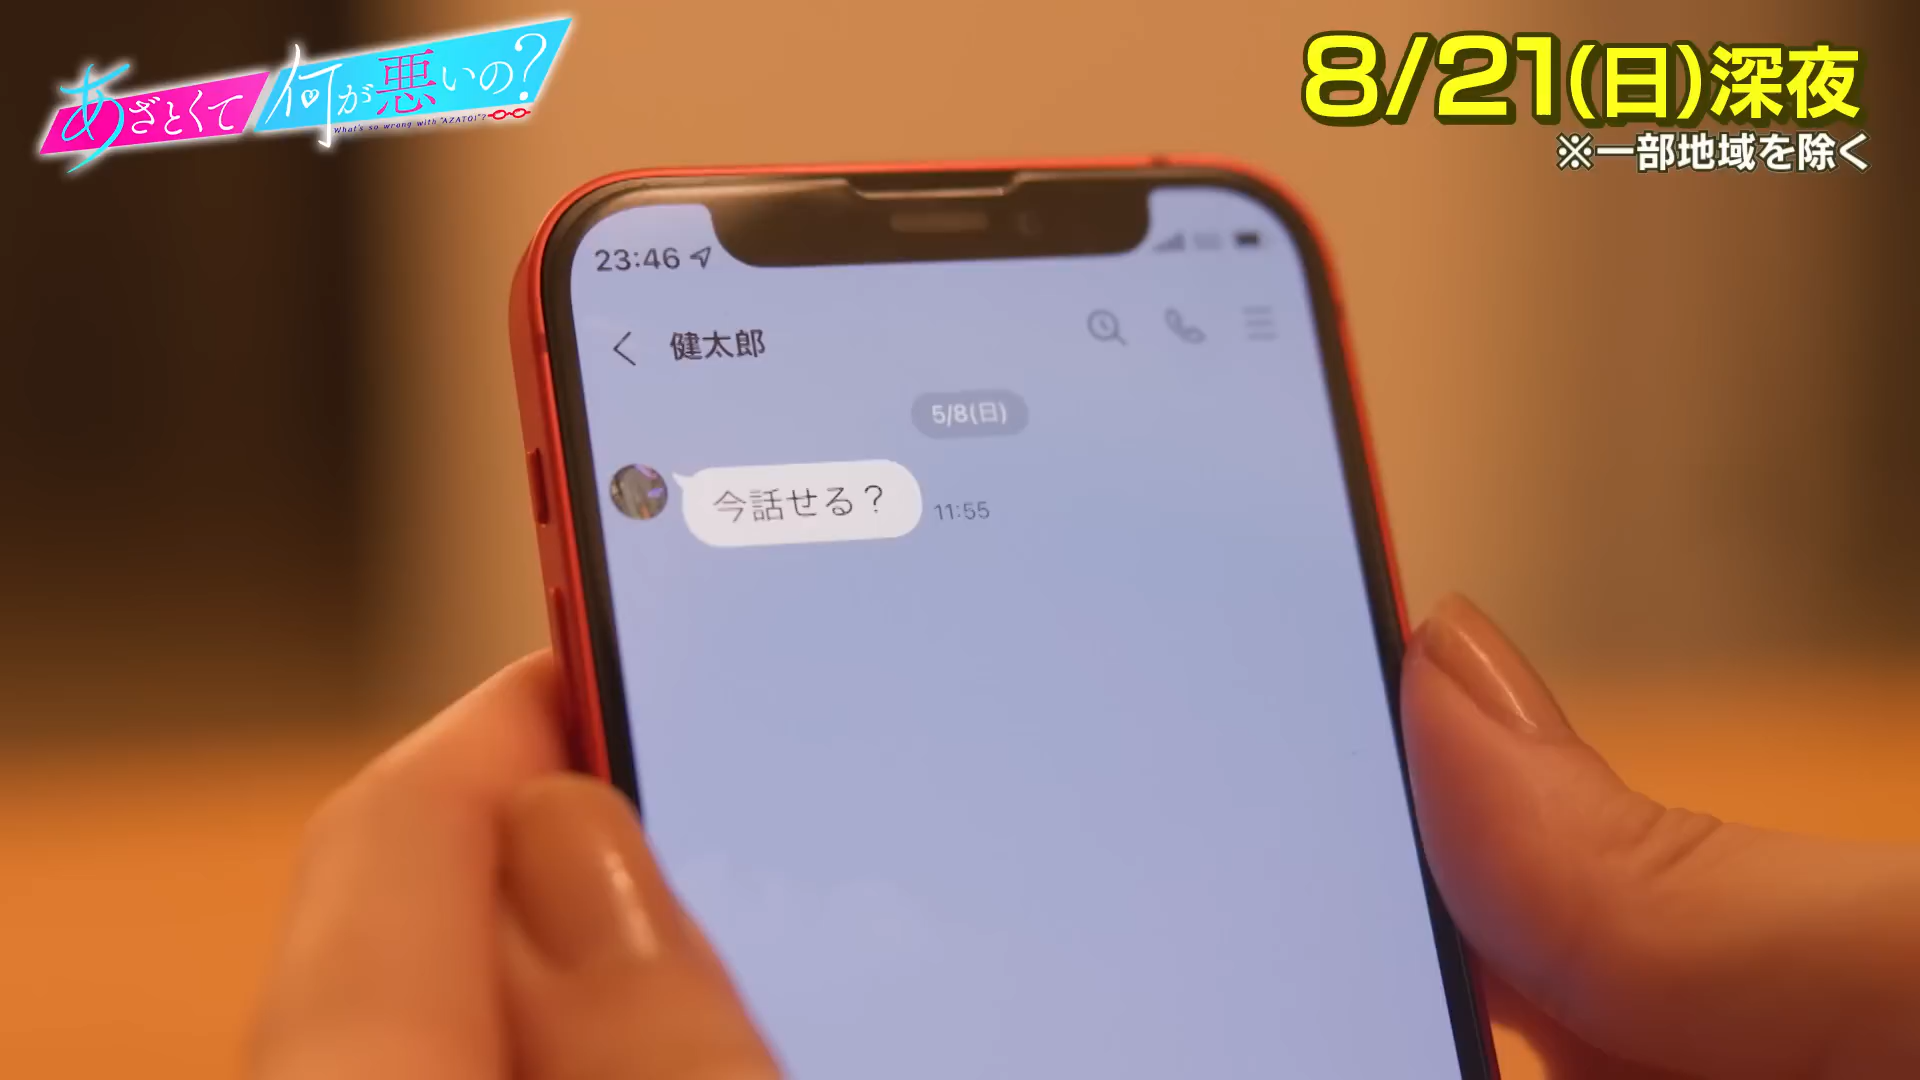 あざとくて何が悪いの?
What's so wrong with "AZATOI"?
8/21(日)深夜
※一部地域を除く
23:46
健太郎
5/8(日)
今話せる?
11:55